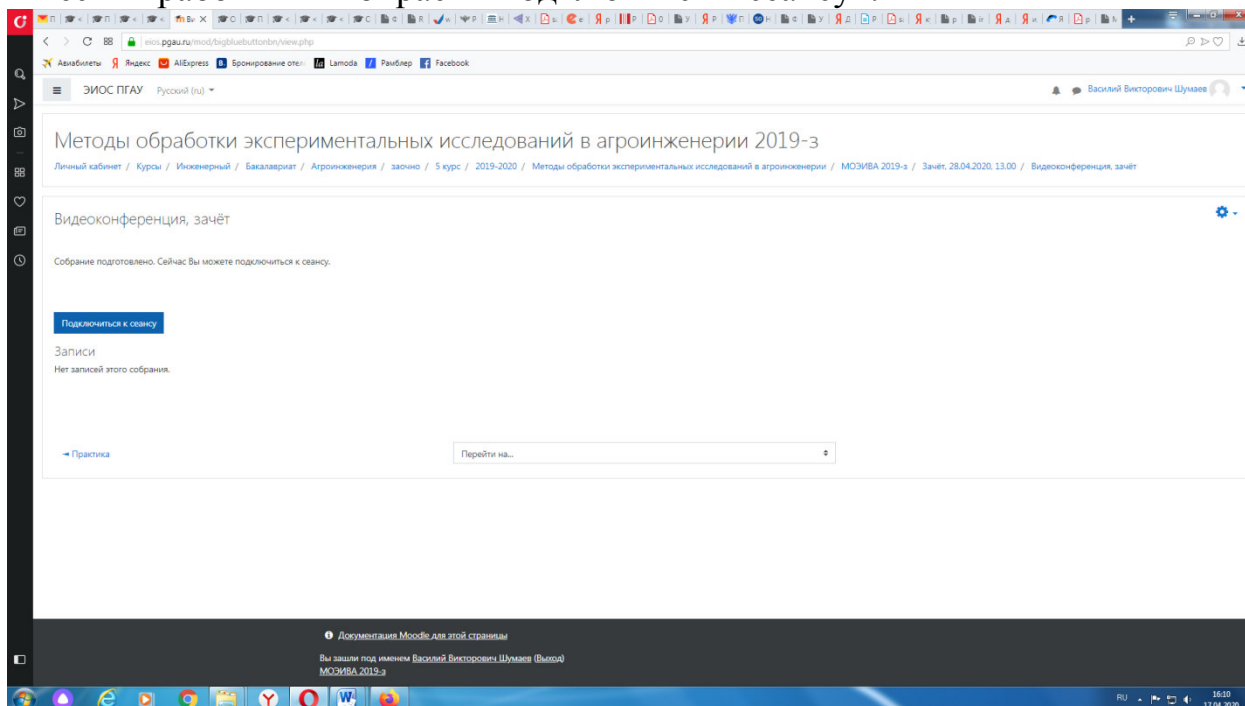 eios.pgau.ru/mod/bigbluebuttonbn/view.php
Авиабилеты Яндекс AliExpress Бронирование отел Lamoda Рамблер Facebook
ЭИОС ПГАУ Русский (ru) Василий Викторович Шумаев
Методы обработки экспериментальных исследований в агроинженерии 2019-з
Личный кабинет / Курсы / Инженерный / Бакалавриат / Агроинженерия / заочно / 5 курс / 2019-2020 / Методы обработки экспериментальных исследований в агроинженерии / МОЭИВА 2019-з / Зачёт, 28.04.2020, 13.00 / Видеоконференция, зачёт
Видеоконференция, зачёт
Собрание подготовлено. Сейчас Вы можете подключиться к сеансу.
Подключиться к сеансу
Записи
Нет записей этого собрания.
◄ Практика Перейти на...
Документация Moodle для этой страницы
Вы зашли под именем Василий Викторович Шумаев (Выход)
МОЭИВА 2019-з
RU 16:10
17.04.2020